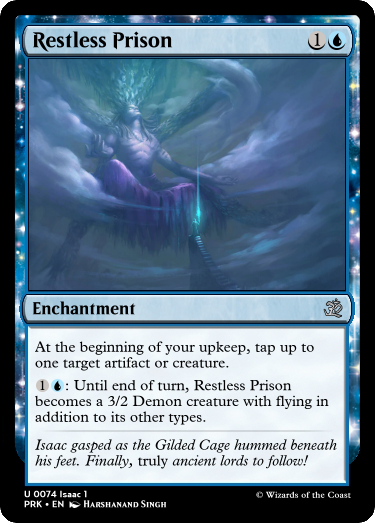 Restless Prison 1
Enchantment
At the beginning of your upkeep, tap up to
one target artifact or creature.
1 : Until end of turn, Restless Prison
becomes a 3/2 Demon creature with flying in
addition to its other types.
Isaac gasped as the Gilded Cage hummed beneath
his feet. Finally, truly ancient lords to follow!
U 0074 Isaac 1
PRK • EN Harshanand Singh
© Wizards of the Coast